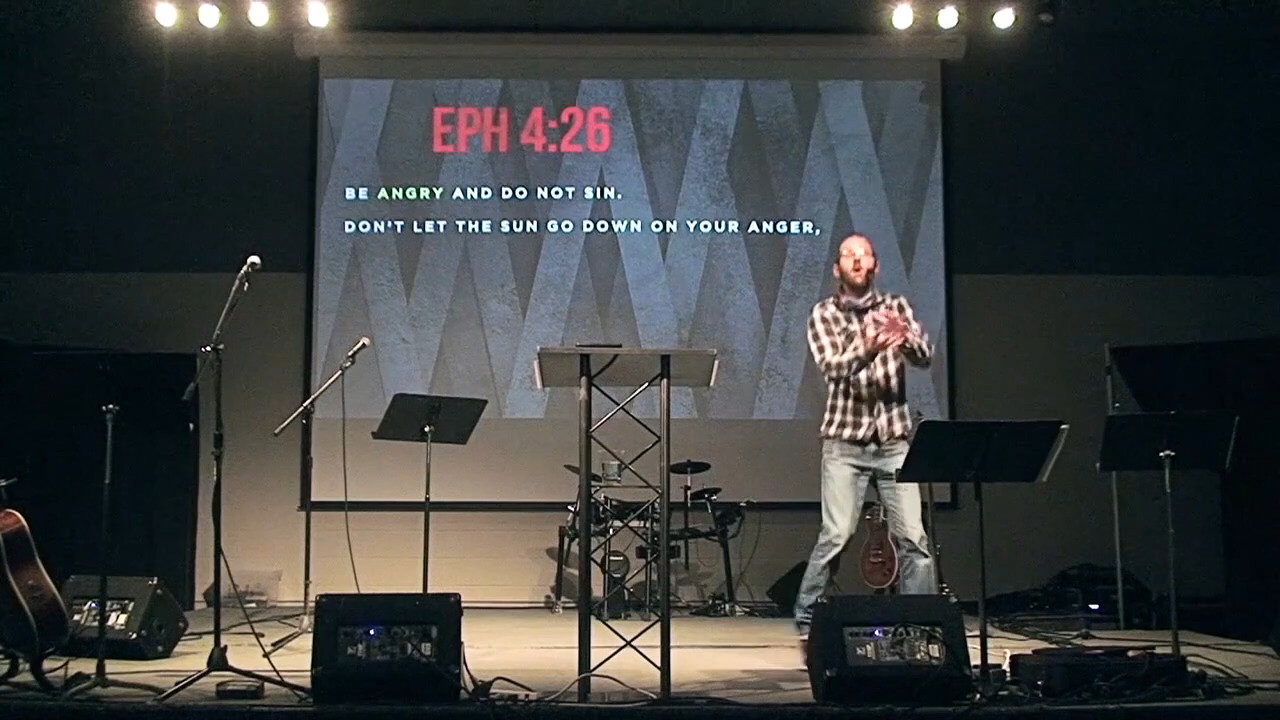 EPH 4:26
BE ANGRY AND DO NOT SIN.
DON'T LET THE SUN GO DOWN ON YOUR ANGER,